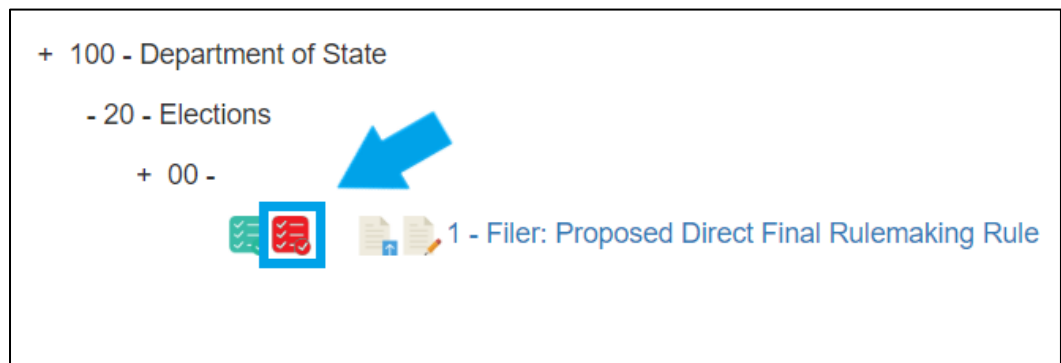 + 100 - Department of State
- 20 - Elections
+ 00 -
1 - Filer: Proposed Direct Final Rulemaking Rule